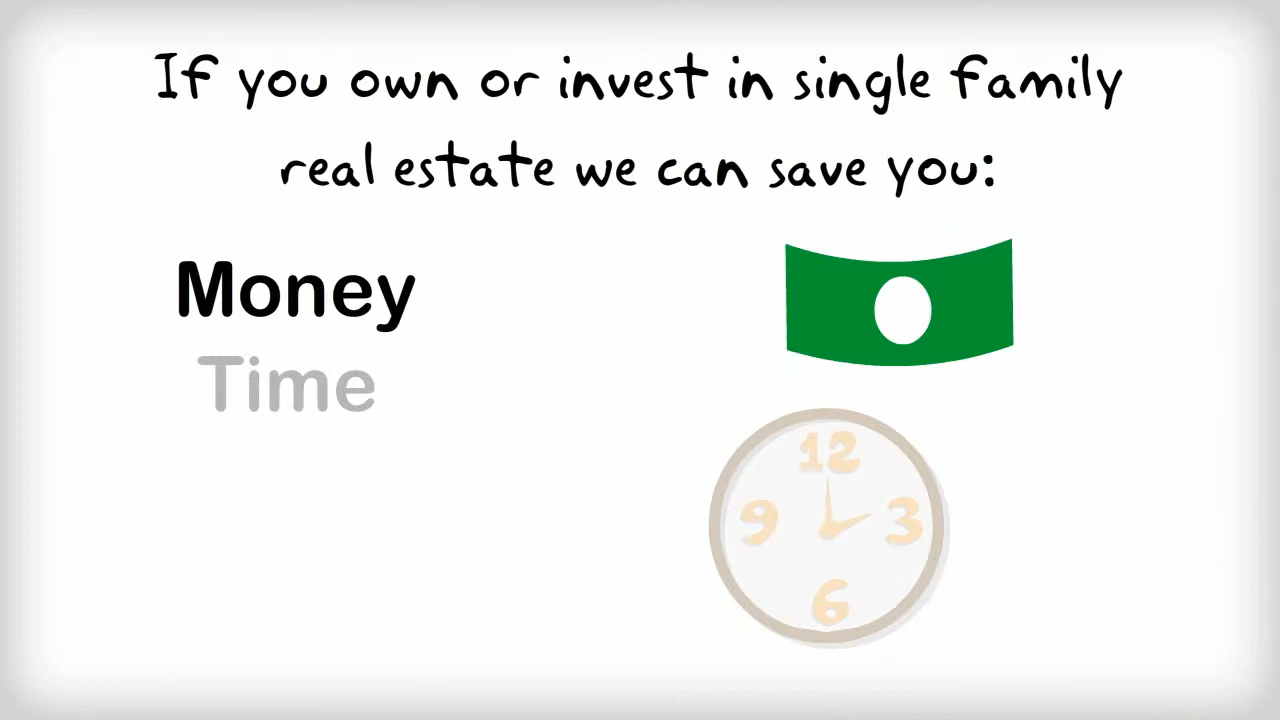 If you own or invest in single family
real estate we can save you:
Money
Time
12
9
3
6